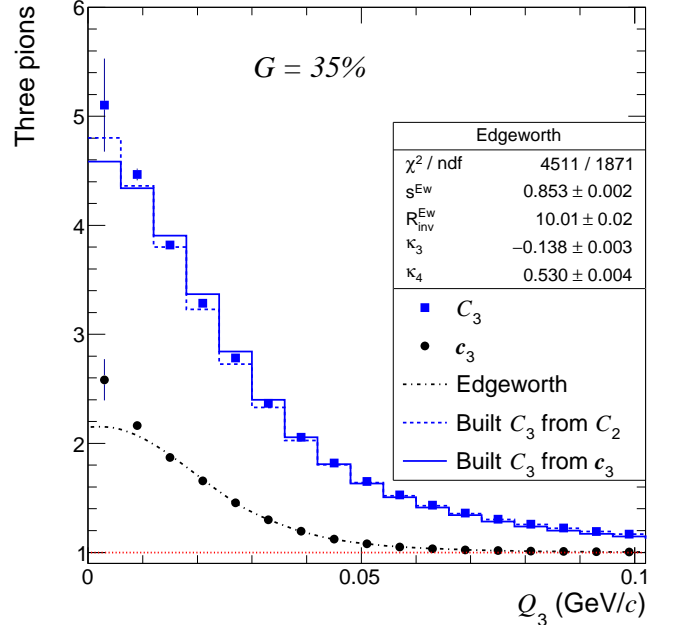 Three pions
6
5
4
3
2
1
G = 35%
Edgeworth
χ² / ndf 4511 / 1871
s^Ew 0.853 ± 0.002
R^Ew_inv 10.01 ± 0.02
κ₃ −0.138 ± 0.003
κ₄ 0.530 ± 0.004
C₃
c₃
Edgeworth
Built C₃ from C₂
Built C₃ from c₃
0 0.05 0.1
Q₃ (GeV/c)